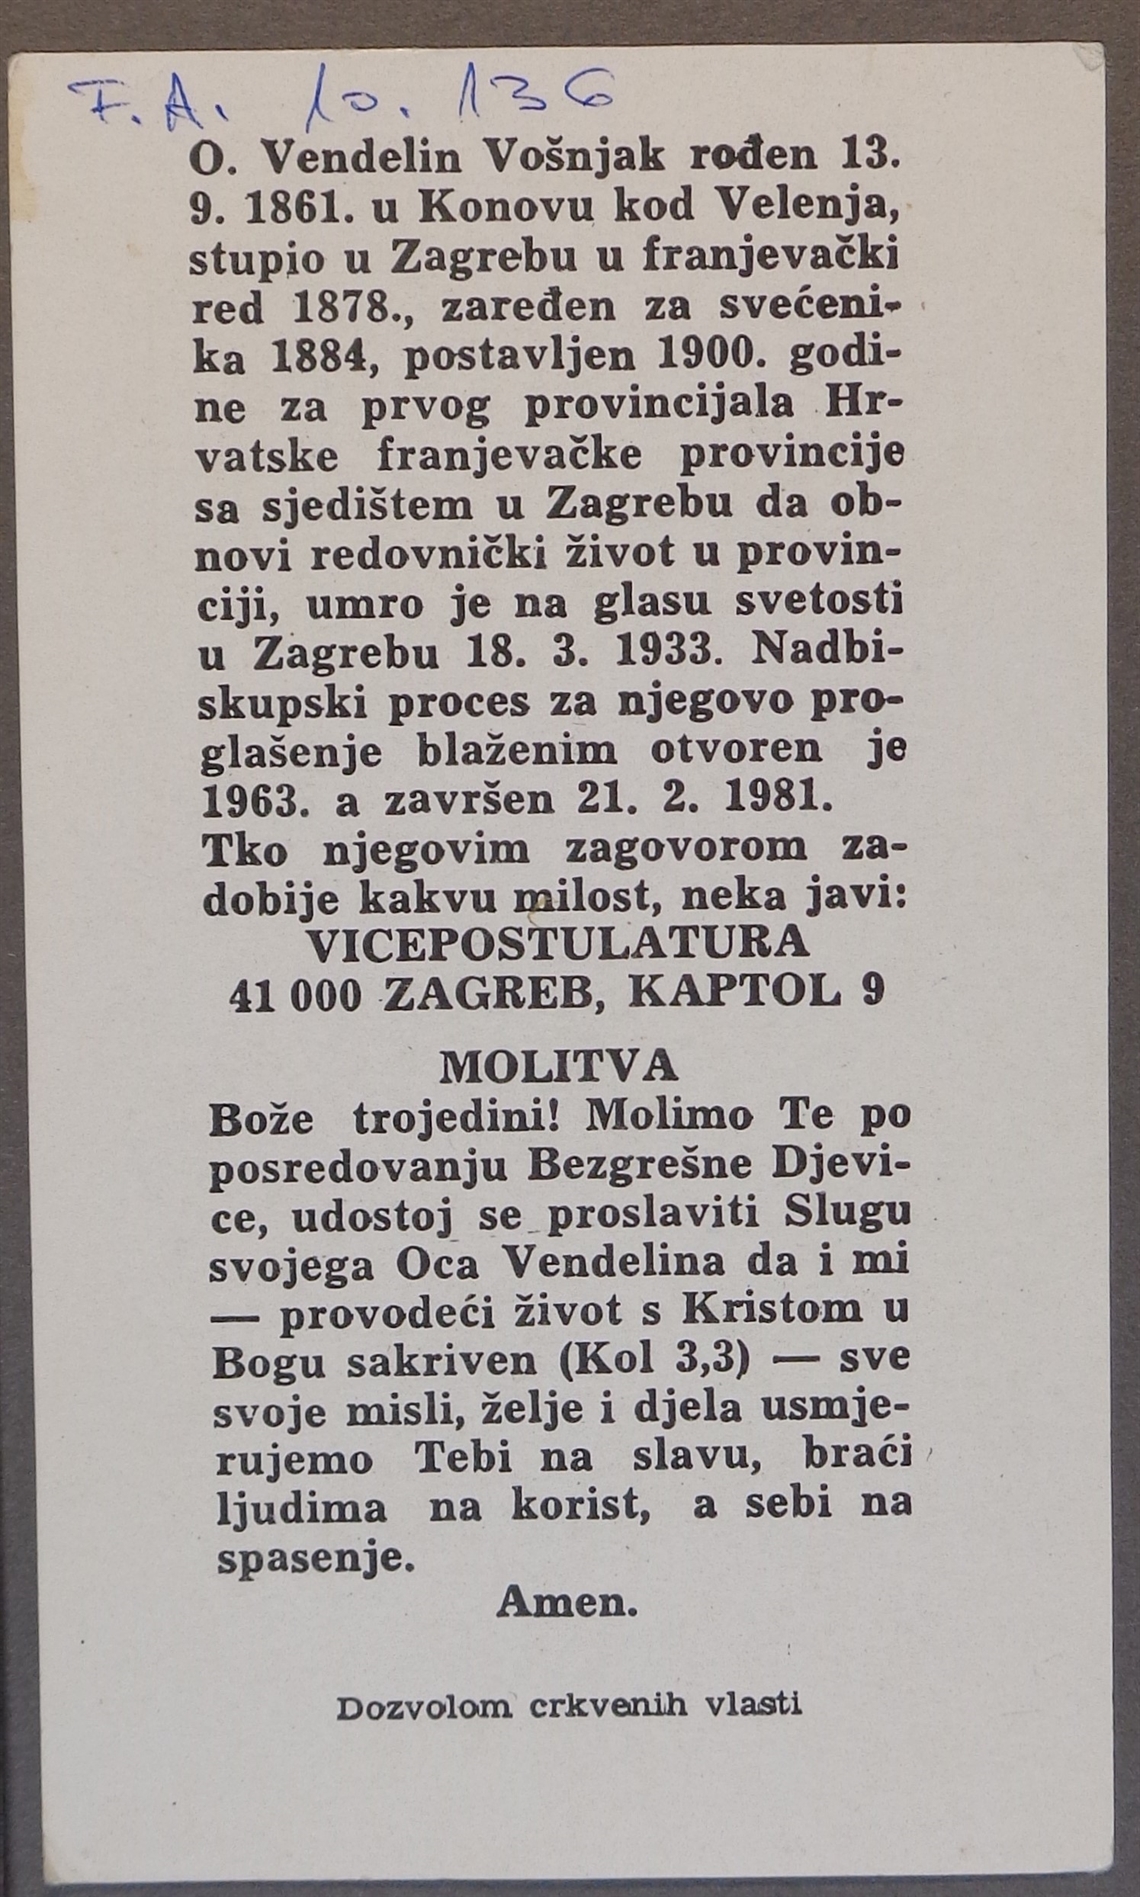 F. A. 10. 136
O. Vendelin Vošnjak rođen 13.
9. 1861. u Konovu kod Velenja,
stupio u Zagrebu u franjevački
red 1878., zaređen za svećeni-
ka 1884, postavljen 1900. godi-
ne za prvog provincijala Hr-
vatske franjevačke provincije
sa sjedištem u Zagrebu da ob-
novi redovnički život u provin-
ciji, umro je na glasu svetosti
u Zagrebu 18. 3. 1933. Nadbi-
skupski proces za njegovo pro-
glašenje blaženim otvoren je
1963. a završen 21. 2. 1981.
Tko njegovim zagovorom za-
dobije kakvu milost, neka javi:
VICEPOSTULATURA
41 000 ZAGREB, KAPTOL 9
MOLITVA
Bože trojedini! Molimo Te po
posredovanju Bezgrešne Djevi-
ce, udostoj se proslaviti Slugu
svojega Oca Vendelina da i mi
— provodeći život s Kristom u
Bogu sakriven (Kol 3,3) — sve
svoje misli, želje i djela usmje-
rujemo Tebi na slavu, braći
ljudima na korist, a sebi na
spasenje.
Amen.
Dozvolom crkvenih vlasti